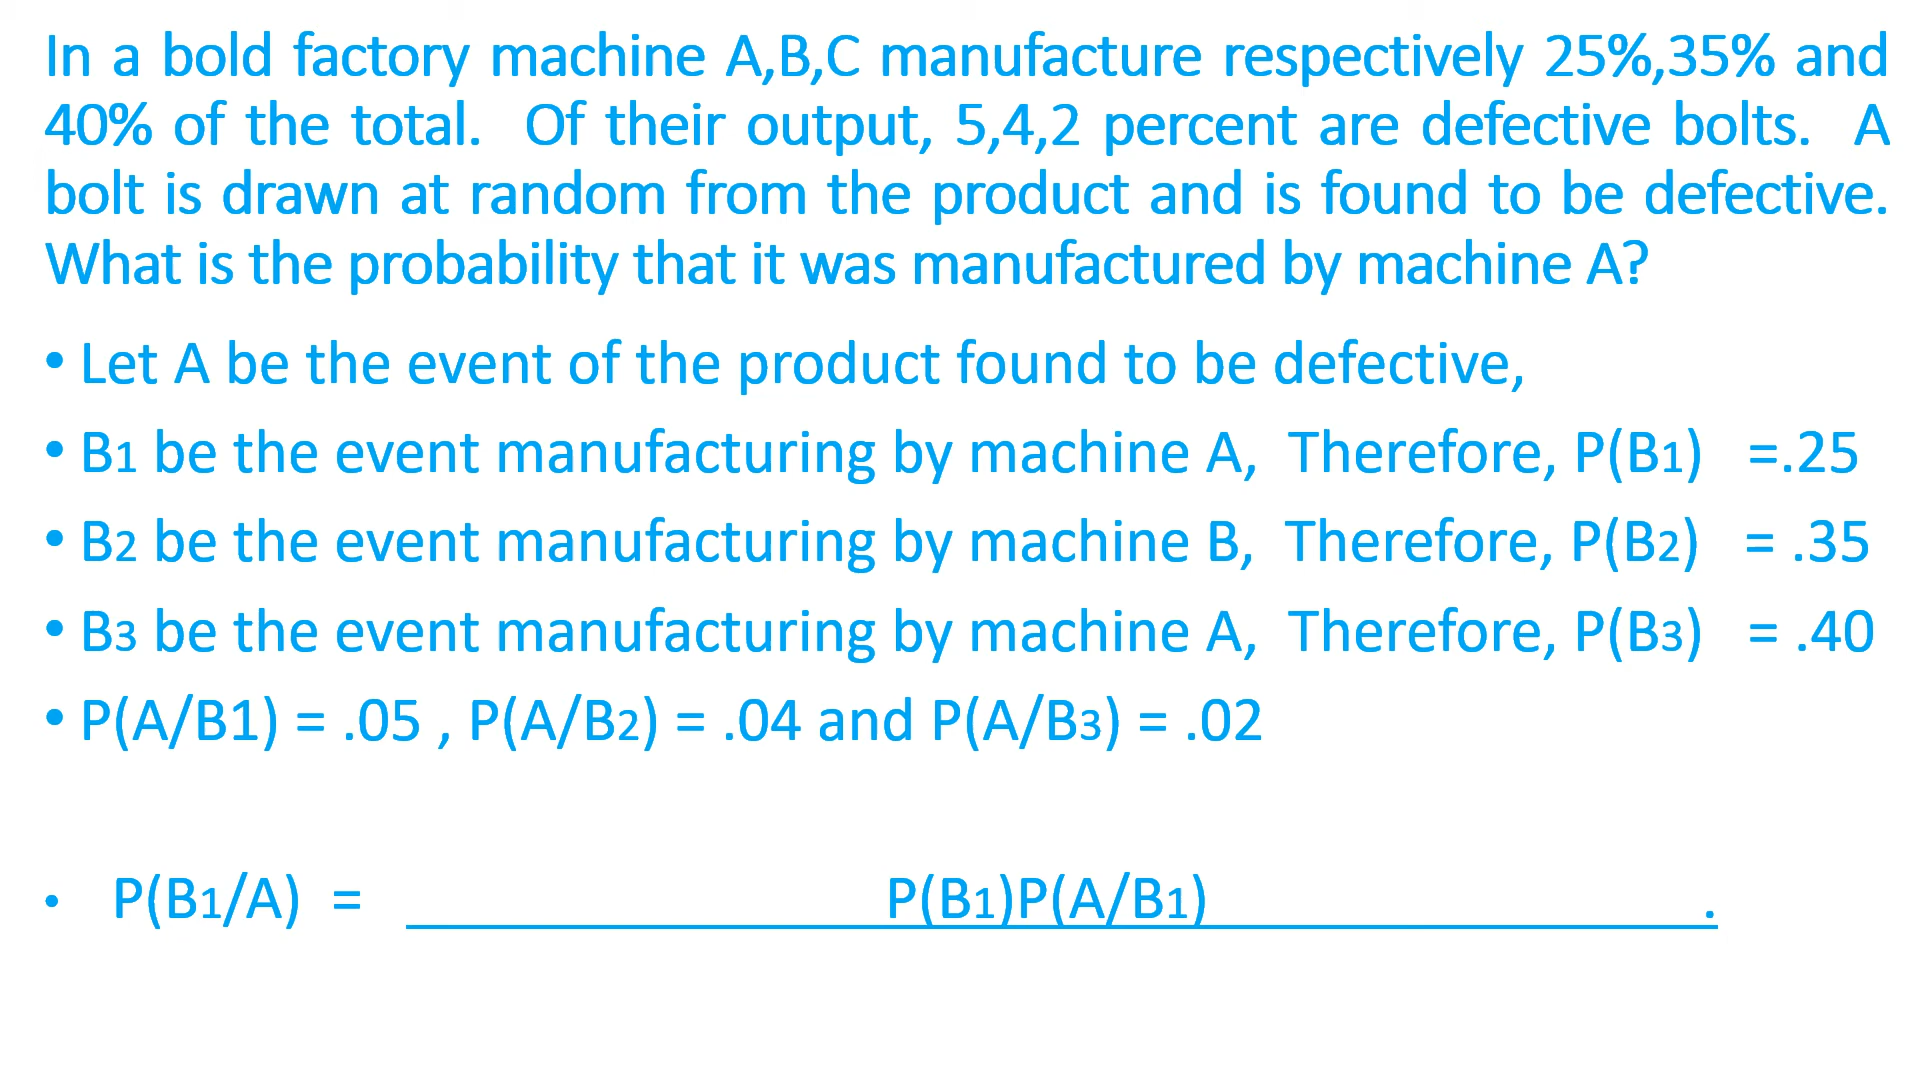 In a bold factory machine A,B,C manufacture respectively 25%,35% and
40% of the total. Of their output, 5,4,2 percent are defective bolts. A
bolt is drawn at random from the product and is found to be defective.
What is the probability that it was manufactured by machine A?
• Let A be the event of the product found to be defective,
• B1 be the event manufacturing by machine A, Therefore, P(B1) =.25
• B2 be the event manufacturing by machine B, Therefore, P(B2) = .35
• B3 be the event manufacturing by machine A, Therefore, P(B3) = .40
• P(A/B1) = .05 , P(A/B2) = .04 and P(A/B3) = .02
• P(B1/A) = P(B1)P(A/B1) .